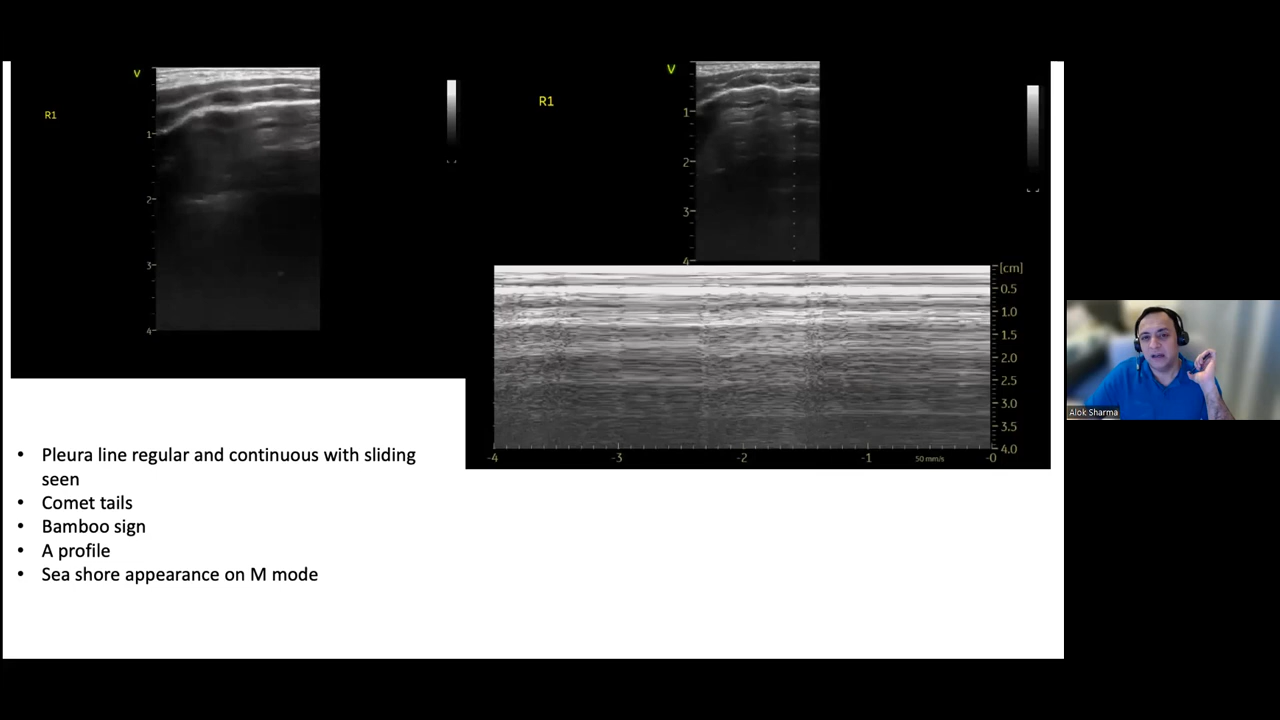 V
R1
1
2
3
4
V
R1
1
2
3
4
[cm]
0.5
1.0
1.5
2.0
2.5
3.0
3.5
4.0
-4 -3 -2 -1 50 mm/s -0
Alok Sharma
• Pleura line regular and continuous with sliding
seen
• Comet tails
• Bamboo sign
• A profile
• Sea shore appearance on M mode